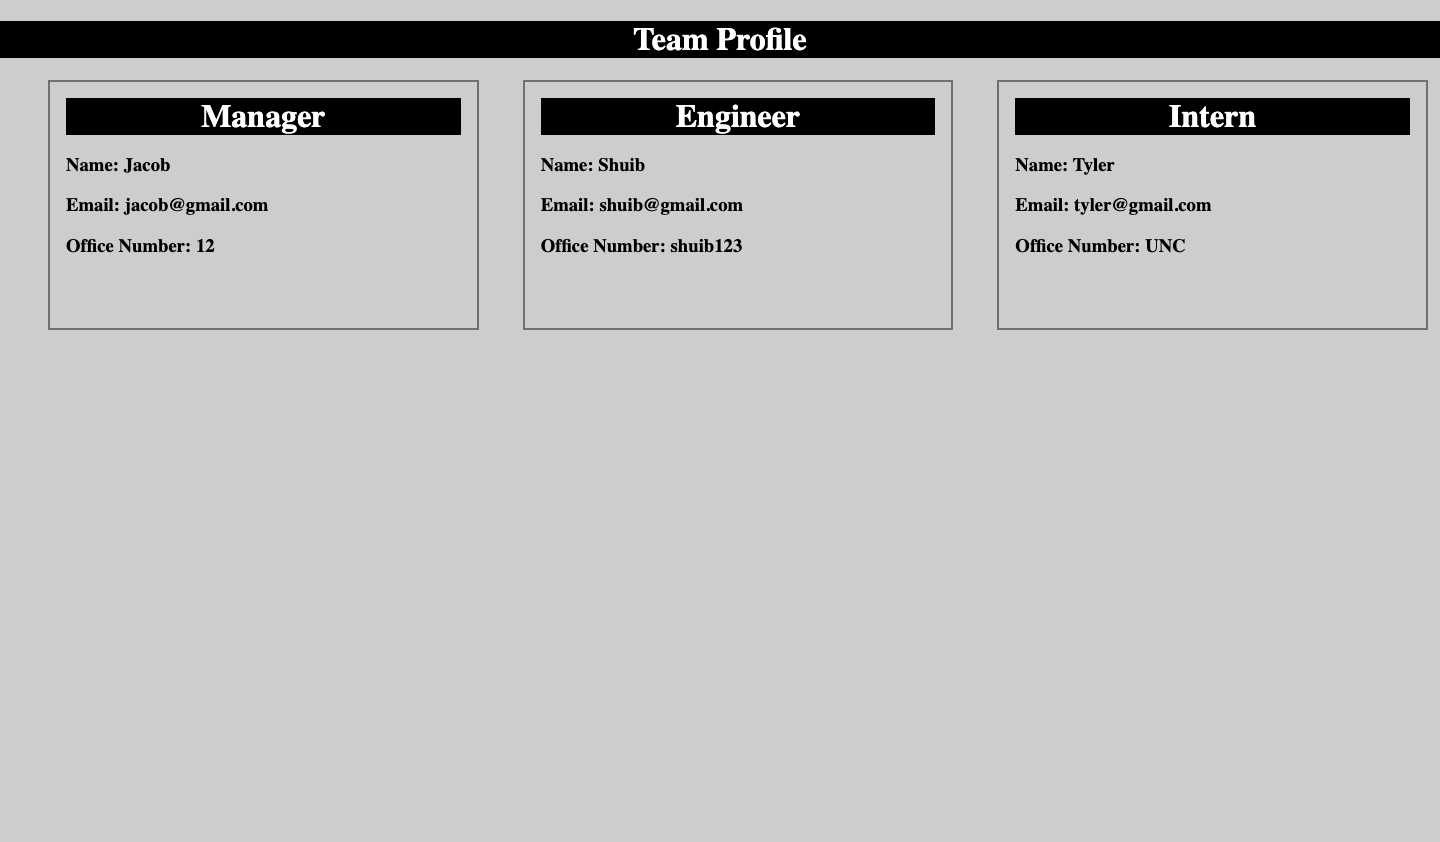 Team Profile
Manager
Name: Jacob
Email: jacob@gmail.com
Office Number: 12
Engineer
Name: Shuib
Email: shuib@gmail.com
Office Number: shuib123
Intern
Name: Tyler
Email: tyler@gmail.com
Office Number: UNC